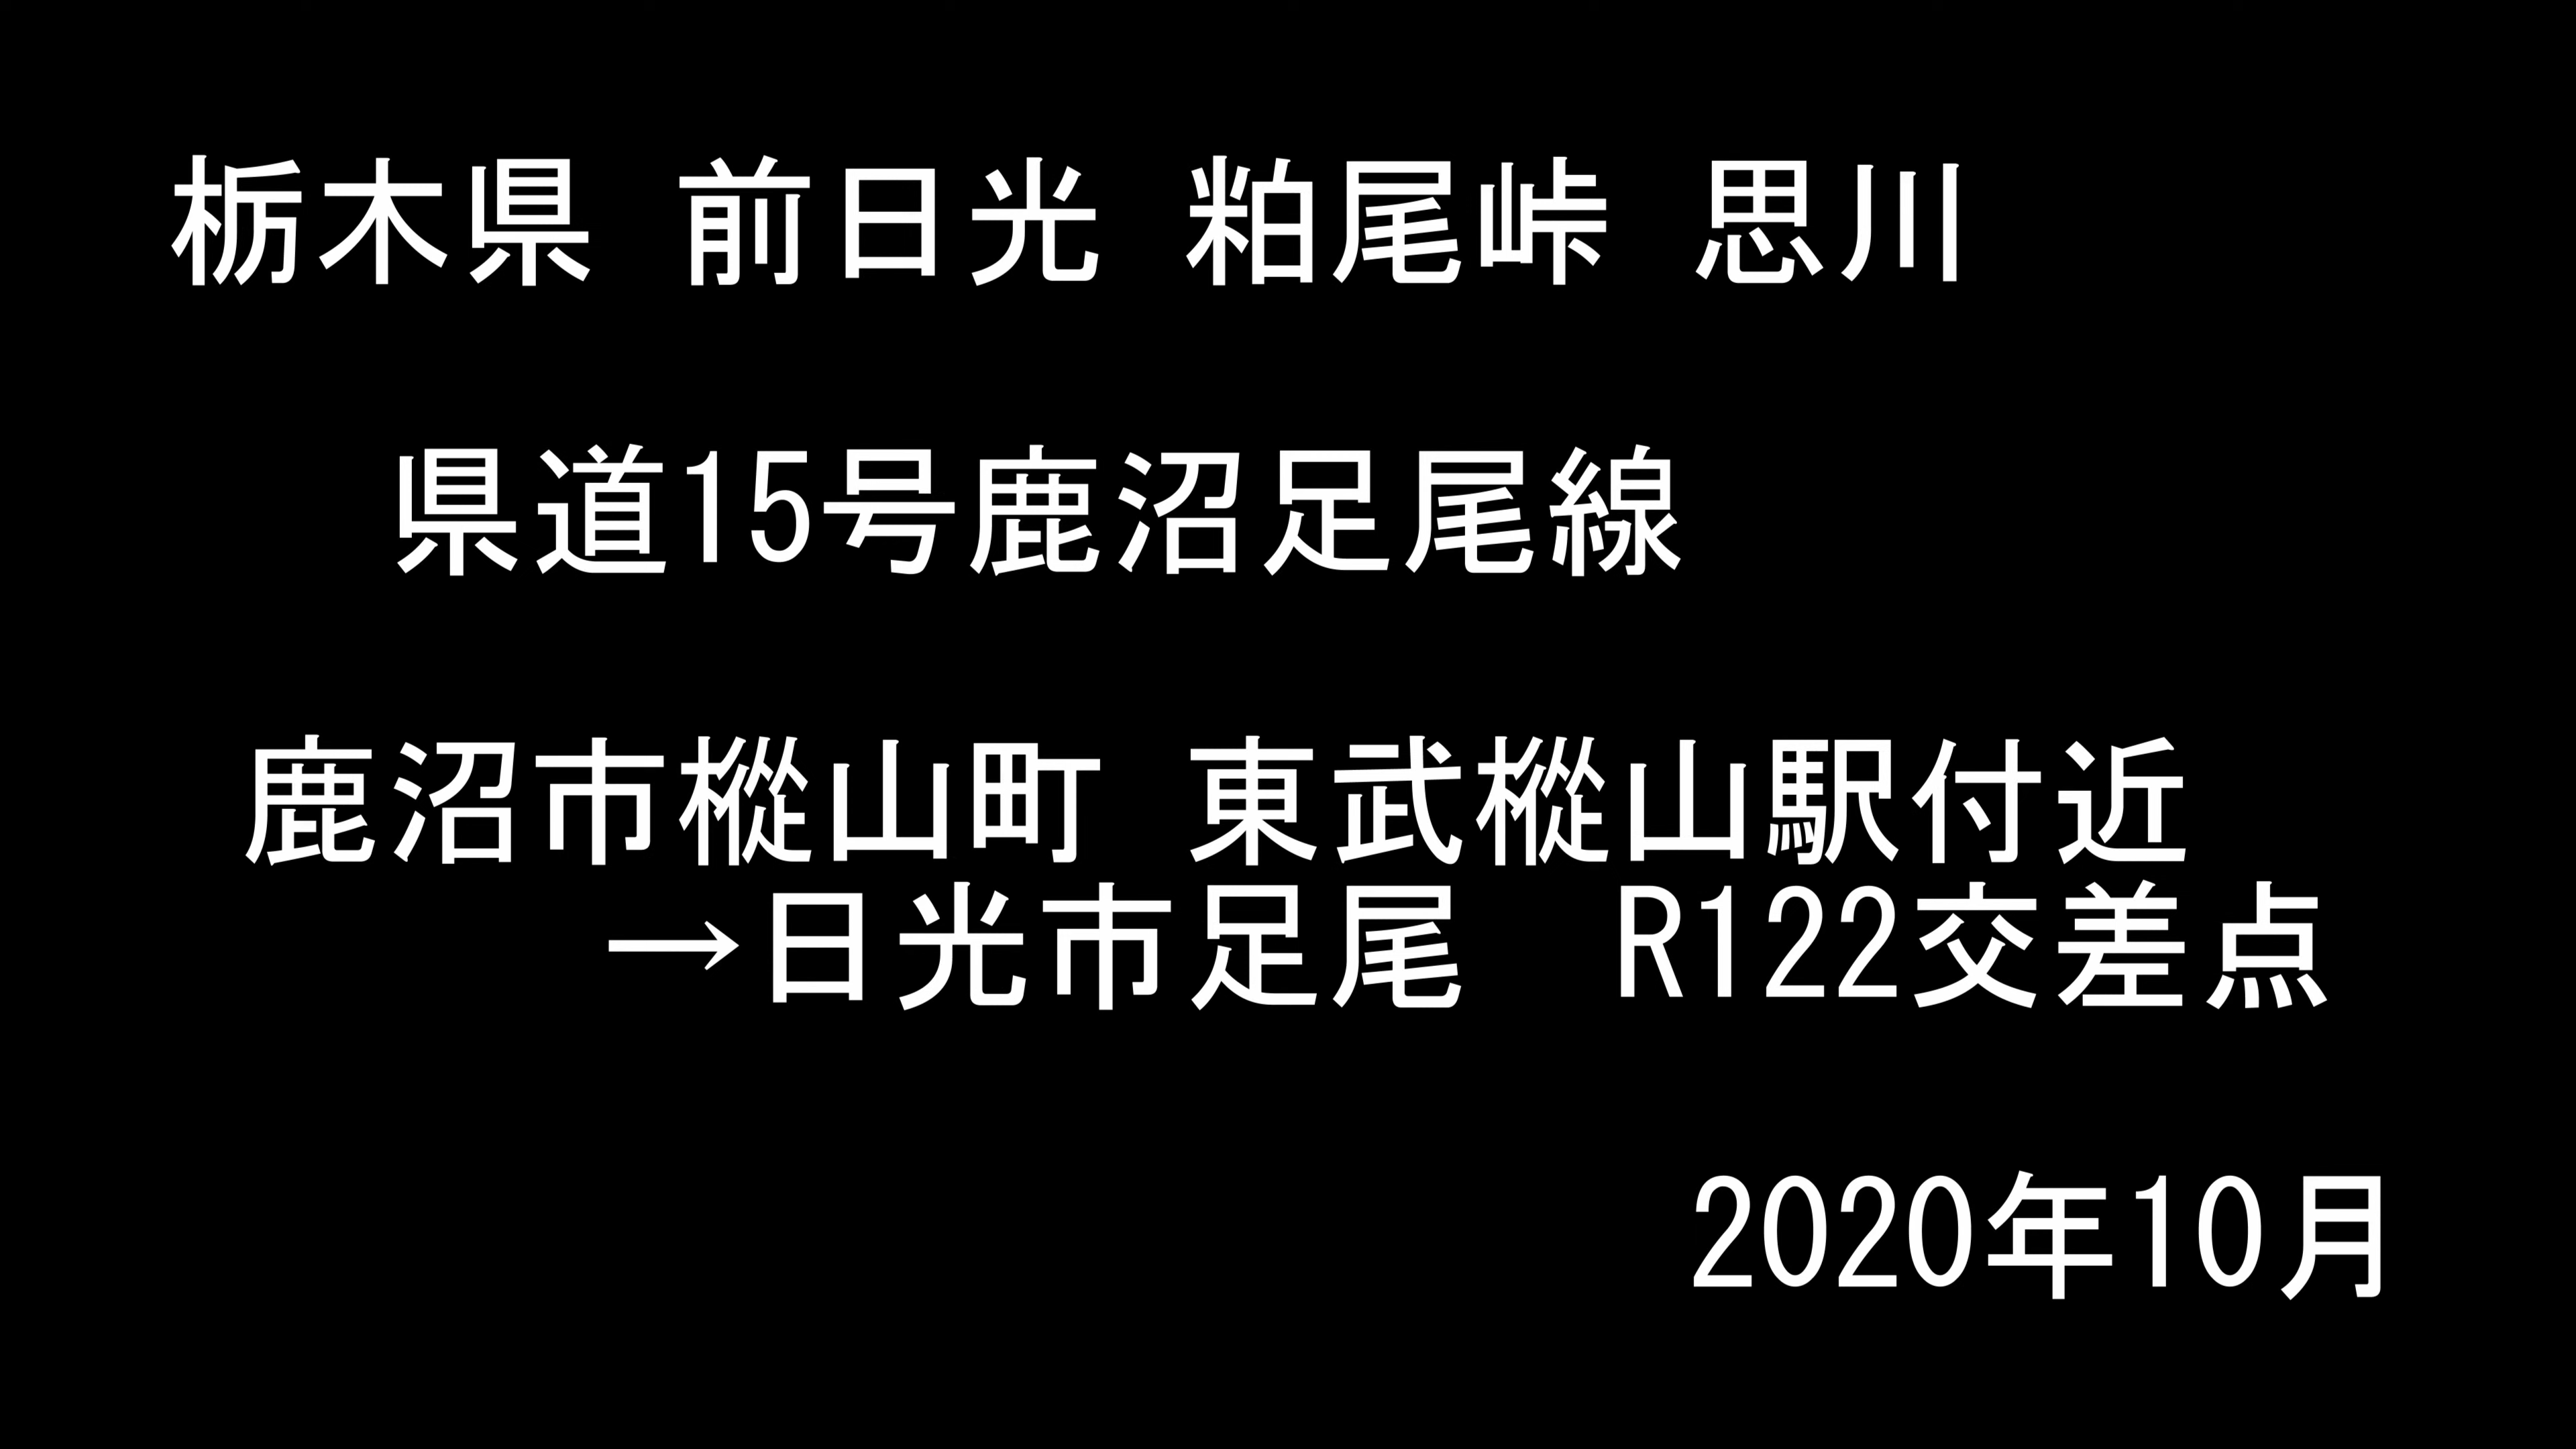 栃木県 前日光 粕尾峠 思川
県道15号鹿沼足尾線
鹿沼市樅山町 東武樅山駅付近
→日光市足尾 R122交差点
2020年10月